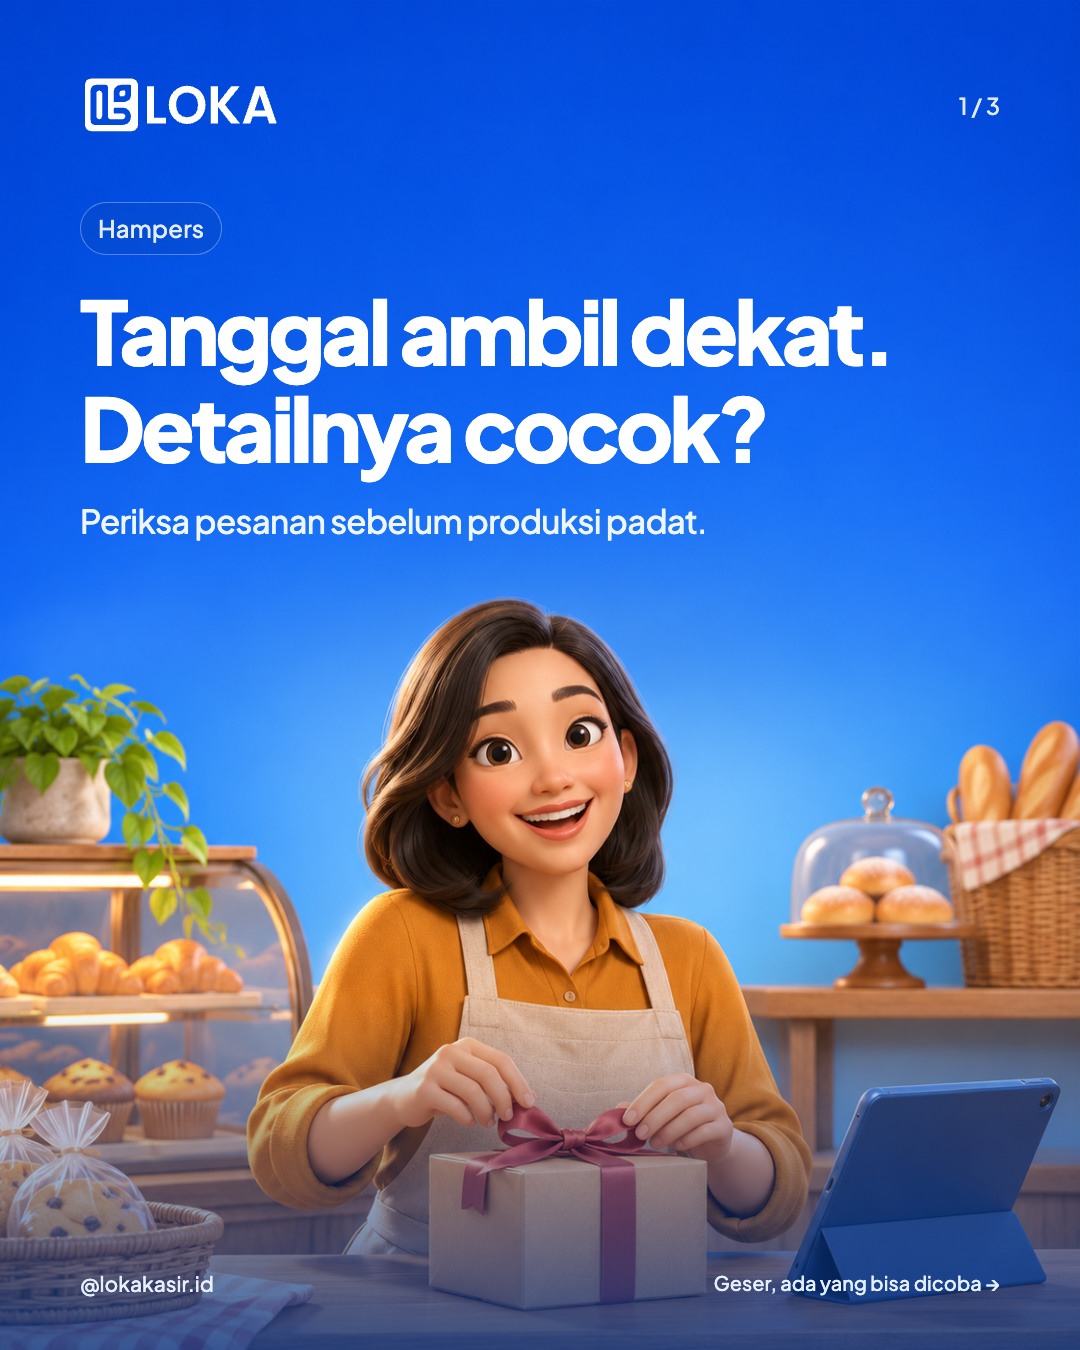 LOKA
1 / 3
Hampers
Tanggal ambil dekat.
Detailnya cocok?
Periksa pesanan sebelum produksi padat.
@lokakasir.id
Geser, ada yang bisa dicoba →